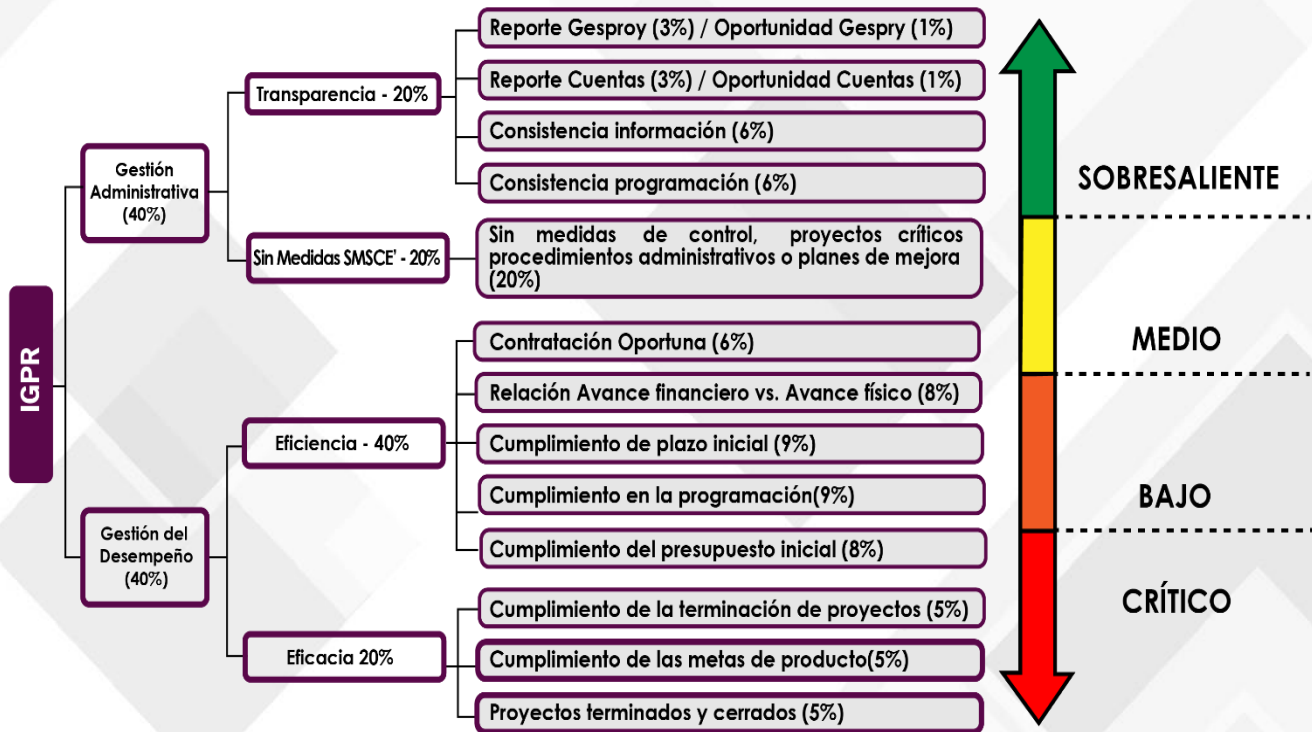 IGPR
Gestión
Administrativa
(40%)
Transparencia - 20%
Reporte Gesproy (3%) / Oportunidad Gespry (1%)
Reporte Cuentas (3%) / Oportunidad Cuentas (1%)
Consistencia información (6%)
Consistencia programación (6%)
Sin Medidas SMSCE' - 20%
Sin medidas de control, proyectos críticos
procedimientos administrativos o planes de mejora
(20%)
Gestión del
Desempeño
(40%)
Eficiencia - 40%
Contratación Oportuna (6%)
Relación Avance financiero vs. Avance físico (8%)
Cumplimiento de plazo inicial (9%)
Cumplimiento en la programación(9%)
Cumplimiento del presupuesto inicial (8%)
Eficacia 20%
Cumplimiento de la terminación de proyectos (5%)
Cumplimiento de las metas de producto(5%)
Proyectos terminados y cerrados (5%)
SOBRESALIENTE
MEDIO
BAJO
CRÍTICO